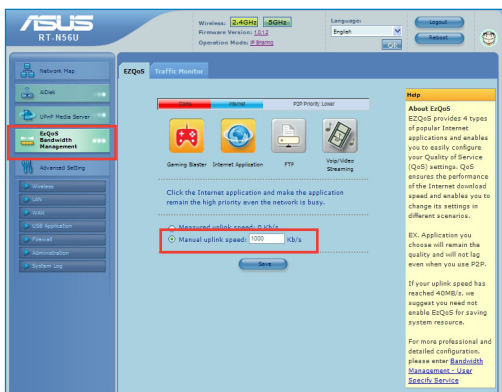 ASUS
RT-N56U
Wireless: 2.4GHz 5GHz
Firmware Version: 1.0.1.2
Operation Mode: IP Sharing
Language:
English
Logout
Reboot
Network Map
AiDisk
UPnP Media Server
EzQoS
Bandwidth
Management
Advanced Setting
Wireless
LAN
WAN
USB Application
Firewall
Administration
System Log
EZQoS Traffic Monitor
Game Internet P2P Priority Lower
Gaming Blaster Internet Application FTP Voip/Video
Streaming
Click the Internet application and make the application
remain the high priority even the network is busy.
Measured uplink speed: 0 Kb/s
Manual uplink speed: 1000 Kb/s
Save
Help
About EzQoS
EZQoS provides 4 types
of popular Internet
applications and enables
you to easily configure
your Quality of Service
(QoS) settings. QoS
ensures the performance
of the Internet download
speed and enables you to
change its settings in
different scenarios.
EX. Application you
choose will remain the
quality and will not lag
even when you use P2P.
If your uplink speed has
reached 40MB/s, we
suggest you need not
enable EzQoS for saving
system resource.
For more professional and
detailed configuration,
please enter Bandwidth
Management - User
Specify Service